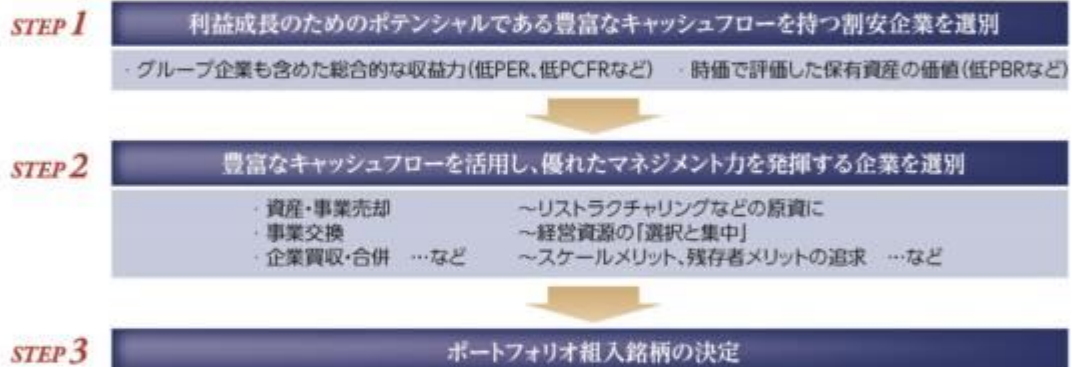 STEP 1 利益成長のためのポテンシャルである豊富なキャッシュフローを持つ割安企業を選別
・グループ企業も含めた総合的な収益力(低PER、低PCFRなど) ・時価で評価した保有資産の価値(低PBRなど)
STEP 2 豊富なキャッシュフローを活用し、優れたマネジメント力を発揮する企業を選別
・資産・事業売却 ～リストラクチャリングなどの原資に
・事業交換 ～経営資源の「選択と集中」
・企業買収・合併 …など ～スケールメリット、残存者メリットの追求 …など
STEP 3 ポートフォリオ組入銘柄の決定